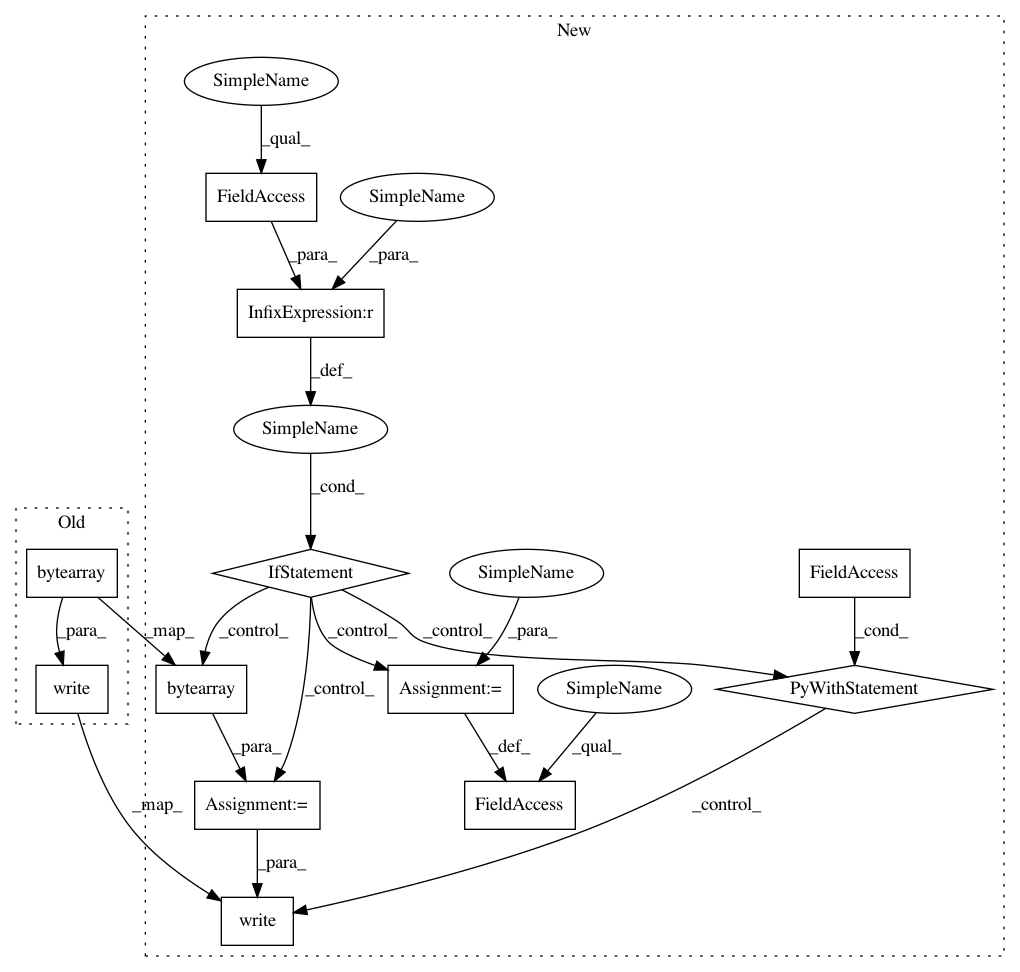 New
SimpleName
_qual_
FieldAccess
SimpleName
_para_
_para_
InfixExpression:r
_def_
SimpleName
_cond_
Old
bytearray
IfStatement
SimpleName
FieldAccess
_para_
_map_
_control_
_control_
_control_
_para_
_cond_
write
bytearray
Assignment:=
SimpleName
PyWithStatement
_control_
_para_
_def_
_qual_
_map_
Assignment:=
FieldAccess
_control_
_para_
write